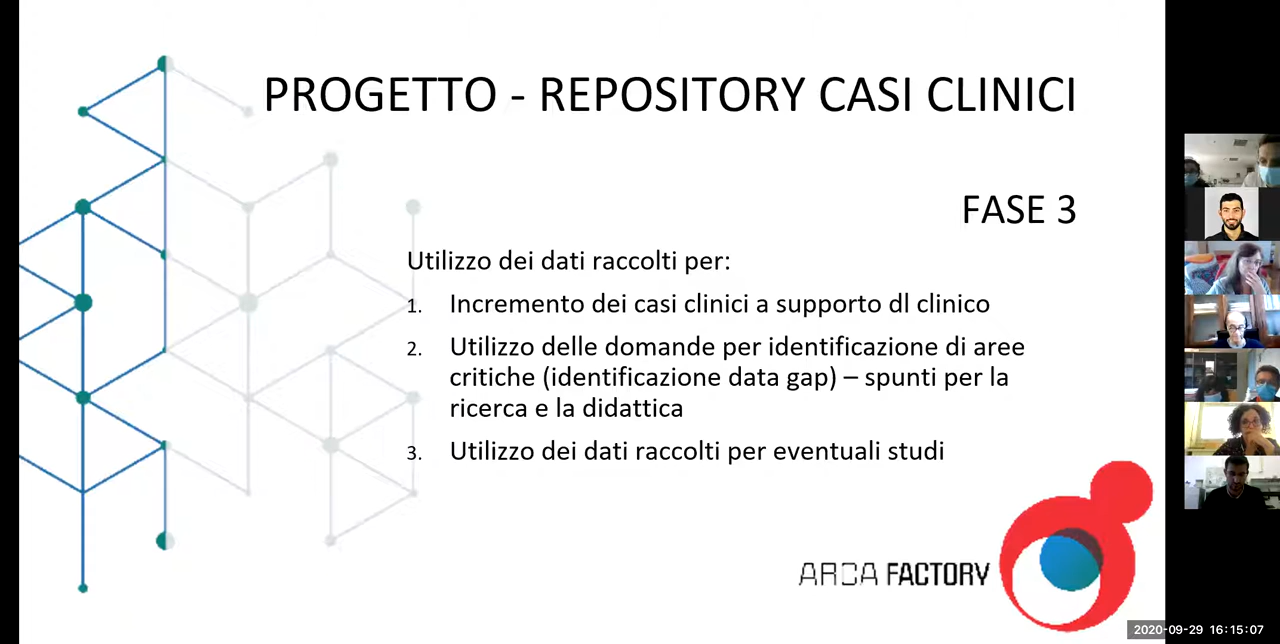 PROGETTO - REPOSITORY CASI CLINICI
FASE 3
Utilizzo dei dati raccolti per:
1. Incremento dei casi clinici a supporto dl clinico
2. Utilizzo delle domande per identificazione di aree
critiche (identificazione data gap) – spunti per la
ricerca e la didattica
3. Utilizzo dei dati raccolti per eventuali studi
ARCA FACTORY
2020-09-29 16:15:07